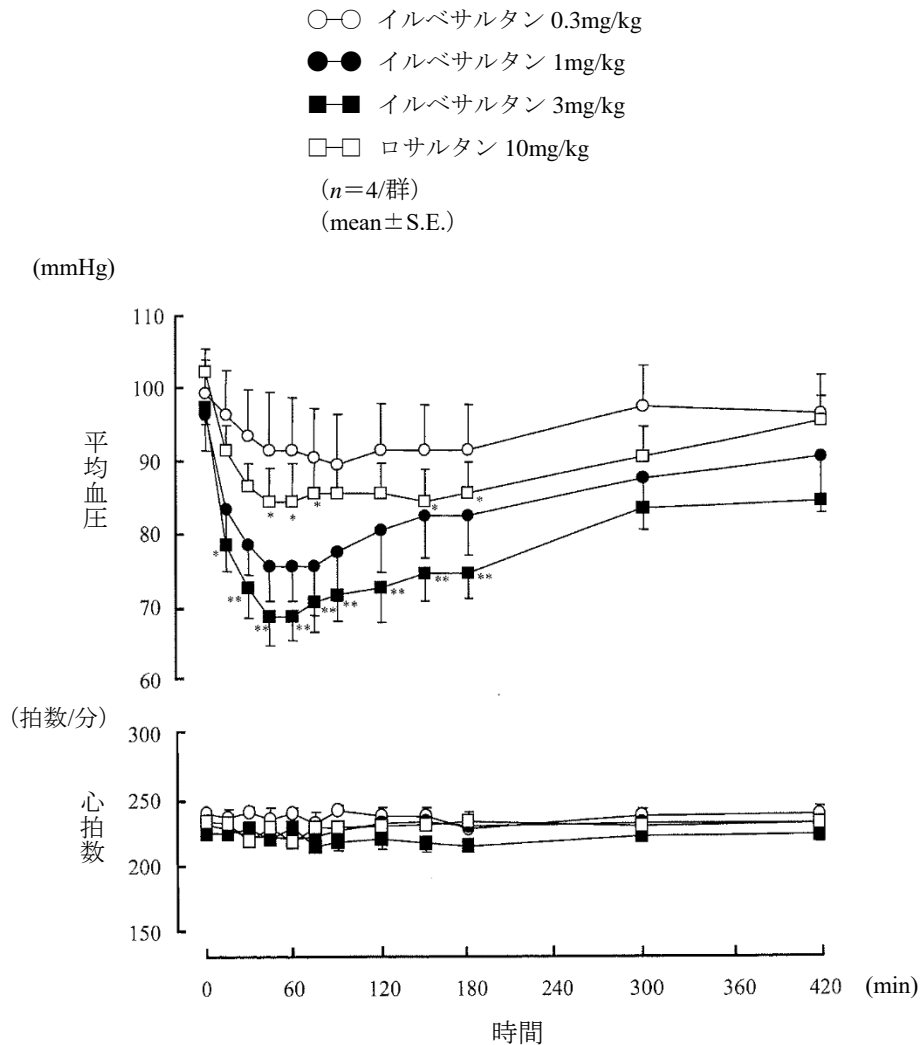 ○─○ イルベサルタン 0.3mg/kg
●─● イルベサルタン 1mg/kg
■─■ イルベサルタン 3mg/kg
□─□ ロサルタン 10mg/kg
(n=4/群)
(mean±S.E.)
(mmHg)
110
100
90
80
70
60
平均血圧
* * * * *
* ** ** ** ** ** ** ** **
(拍数/分)
300
250
200
150
心拍数
0 60 120 180 240 300 360 420 (min)
時間